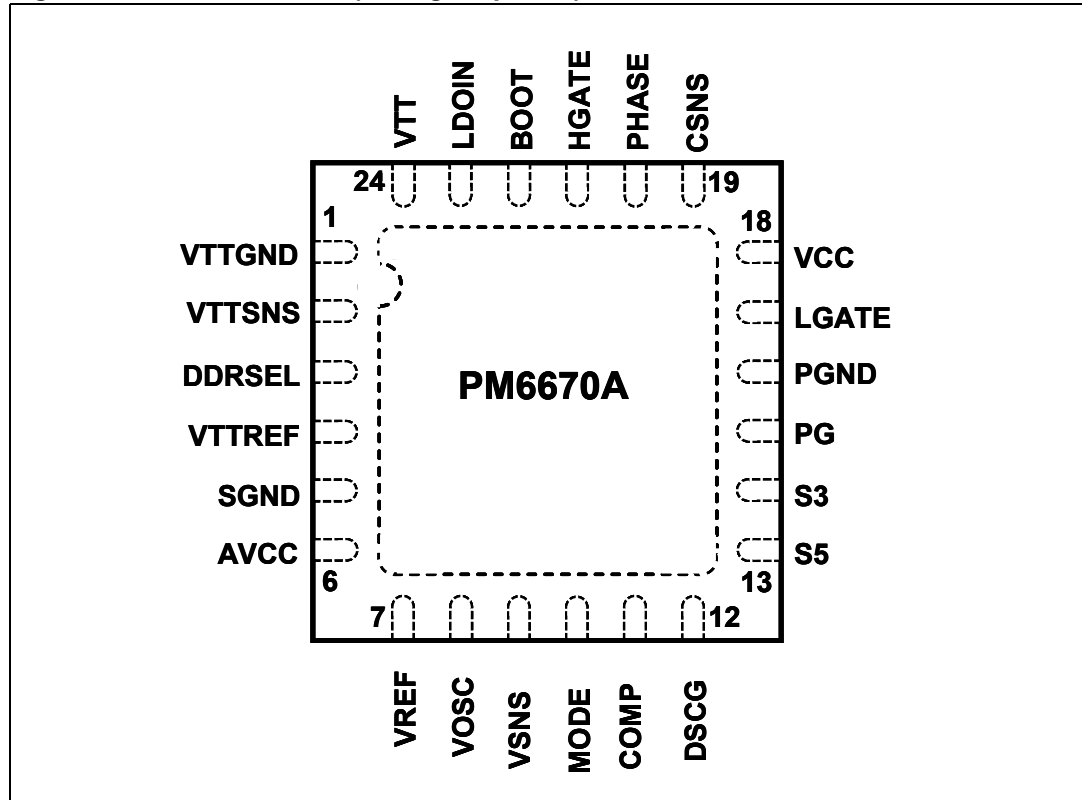 VTT
LDOIN
BOOT
HGATE
PHASE
CSNS
24
19
1
18
VTTGND
VCC
VTTSNS
LGATE
DDRSEL
PM6670A
PGND
VTTREF
PG
SGND
S3
AVCC
S5
6
13
7
12
VREF
VOSC
VSNS
MODE
COMP
DSCG